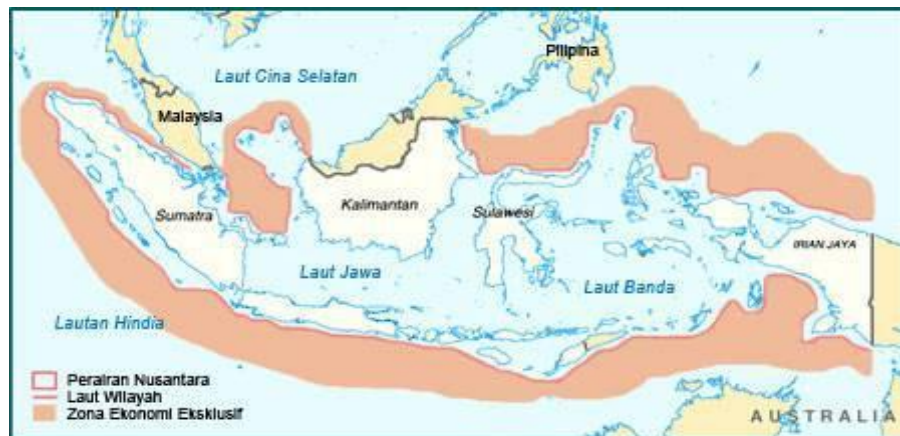 Pilipina
Laut Cina Selatan
Malaysia
Kalimantan
Sumatra
Sulawesi
IRIAN JAYA
Laut Jawa
Laut Banda
Lautan Hindia
Perairan Nusantara
Laut Wilayah
Zona Ekonomi Eksklusif
AUSTRALIA